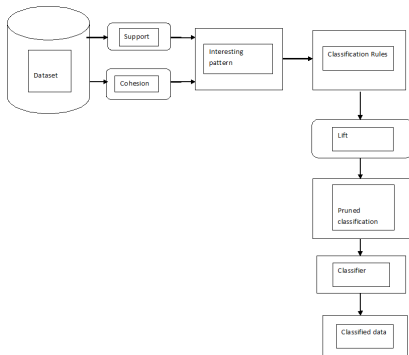 Dataset
Support
Cohesion
Interesting
pattern
Classification Rules
Lift
Pruned
classification
Classifier
Classified data